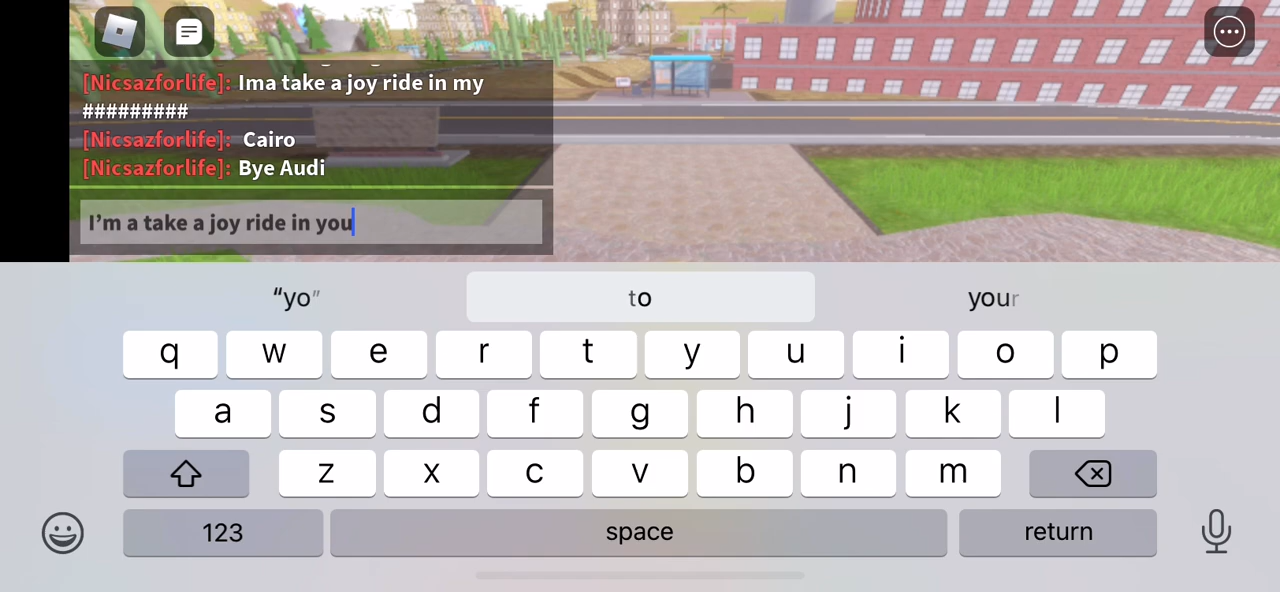 [Nicsazforlife]: Ima take a joy ride in my
#########
[Nicsazforlife]: Cairo
[Nicsazforlife]: Bye Audi
I’m a take a joy ride in you
“yo” to your
q w e r t y u i o p
a s d f g h j k l
z x c v b n m
123 space return